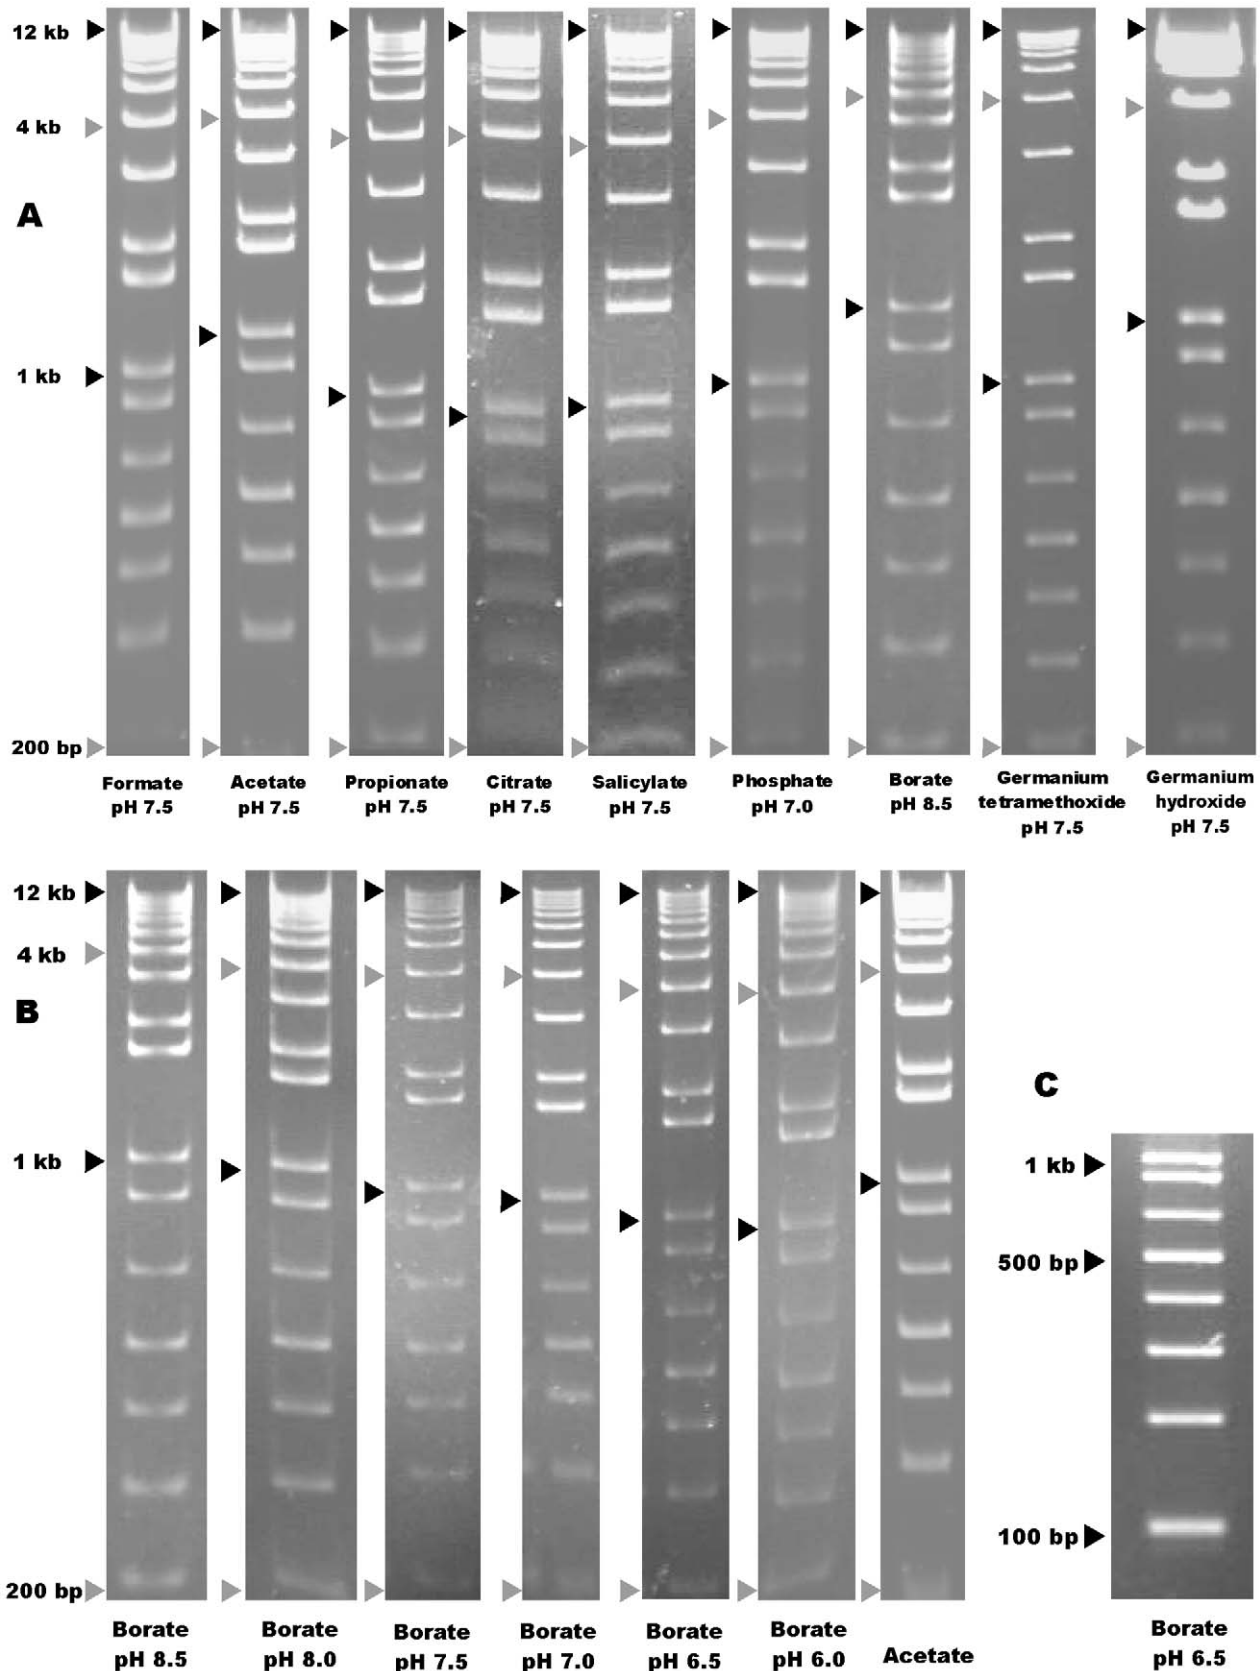 12 kb
4 kb
A
1 kb
200 bp
Formate
pH 7.5
Acetate
pH 7.5
Propionate
pH 7.5
Citrate
pH 7.5
Salicylate
pH 7.5
Phosphate
pH 7.0
Borate
pH 8.5
Germanium
tetramethoxide
pH 7.5
Germanium
hydroxide
pH 7.5
12 kb
4 kb
B
1 kb
200 bp
Borate
pH 8.5
Borate
pH 8.0
Borate
pH 7.5
Borate
pH 7.0
Borate
pH 6.5
Borate
pH 6.0
Acetate
C
1 kb
500 bp
100 bp
Borate
pH 6.5